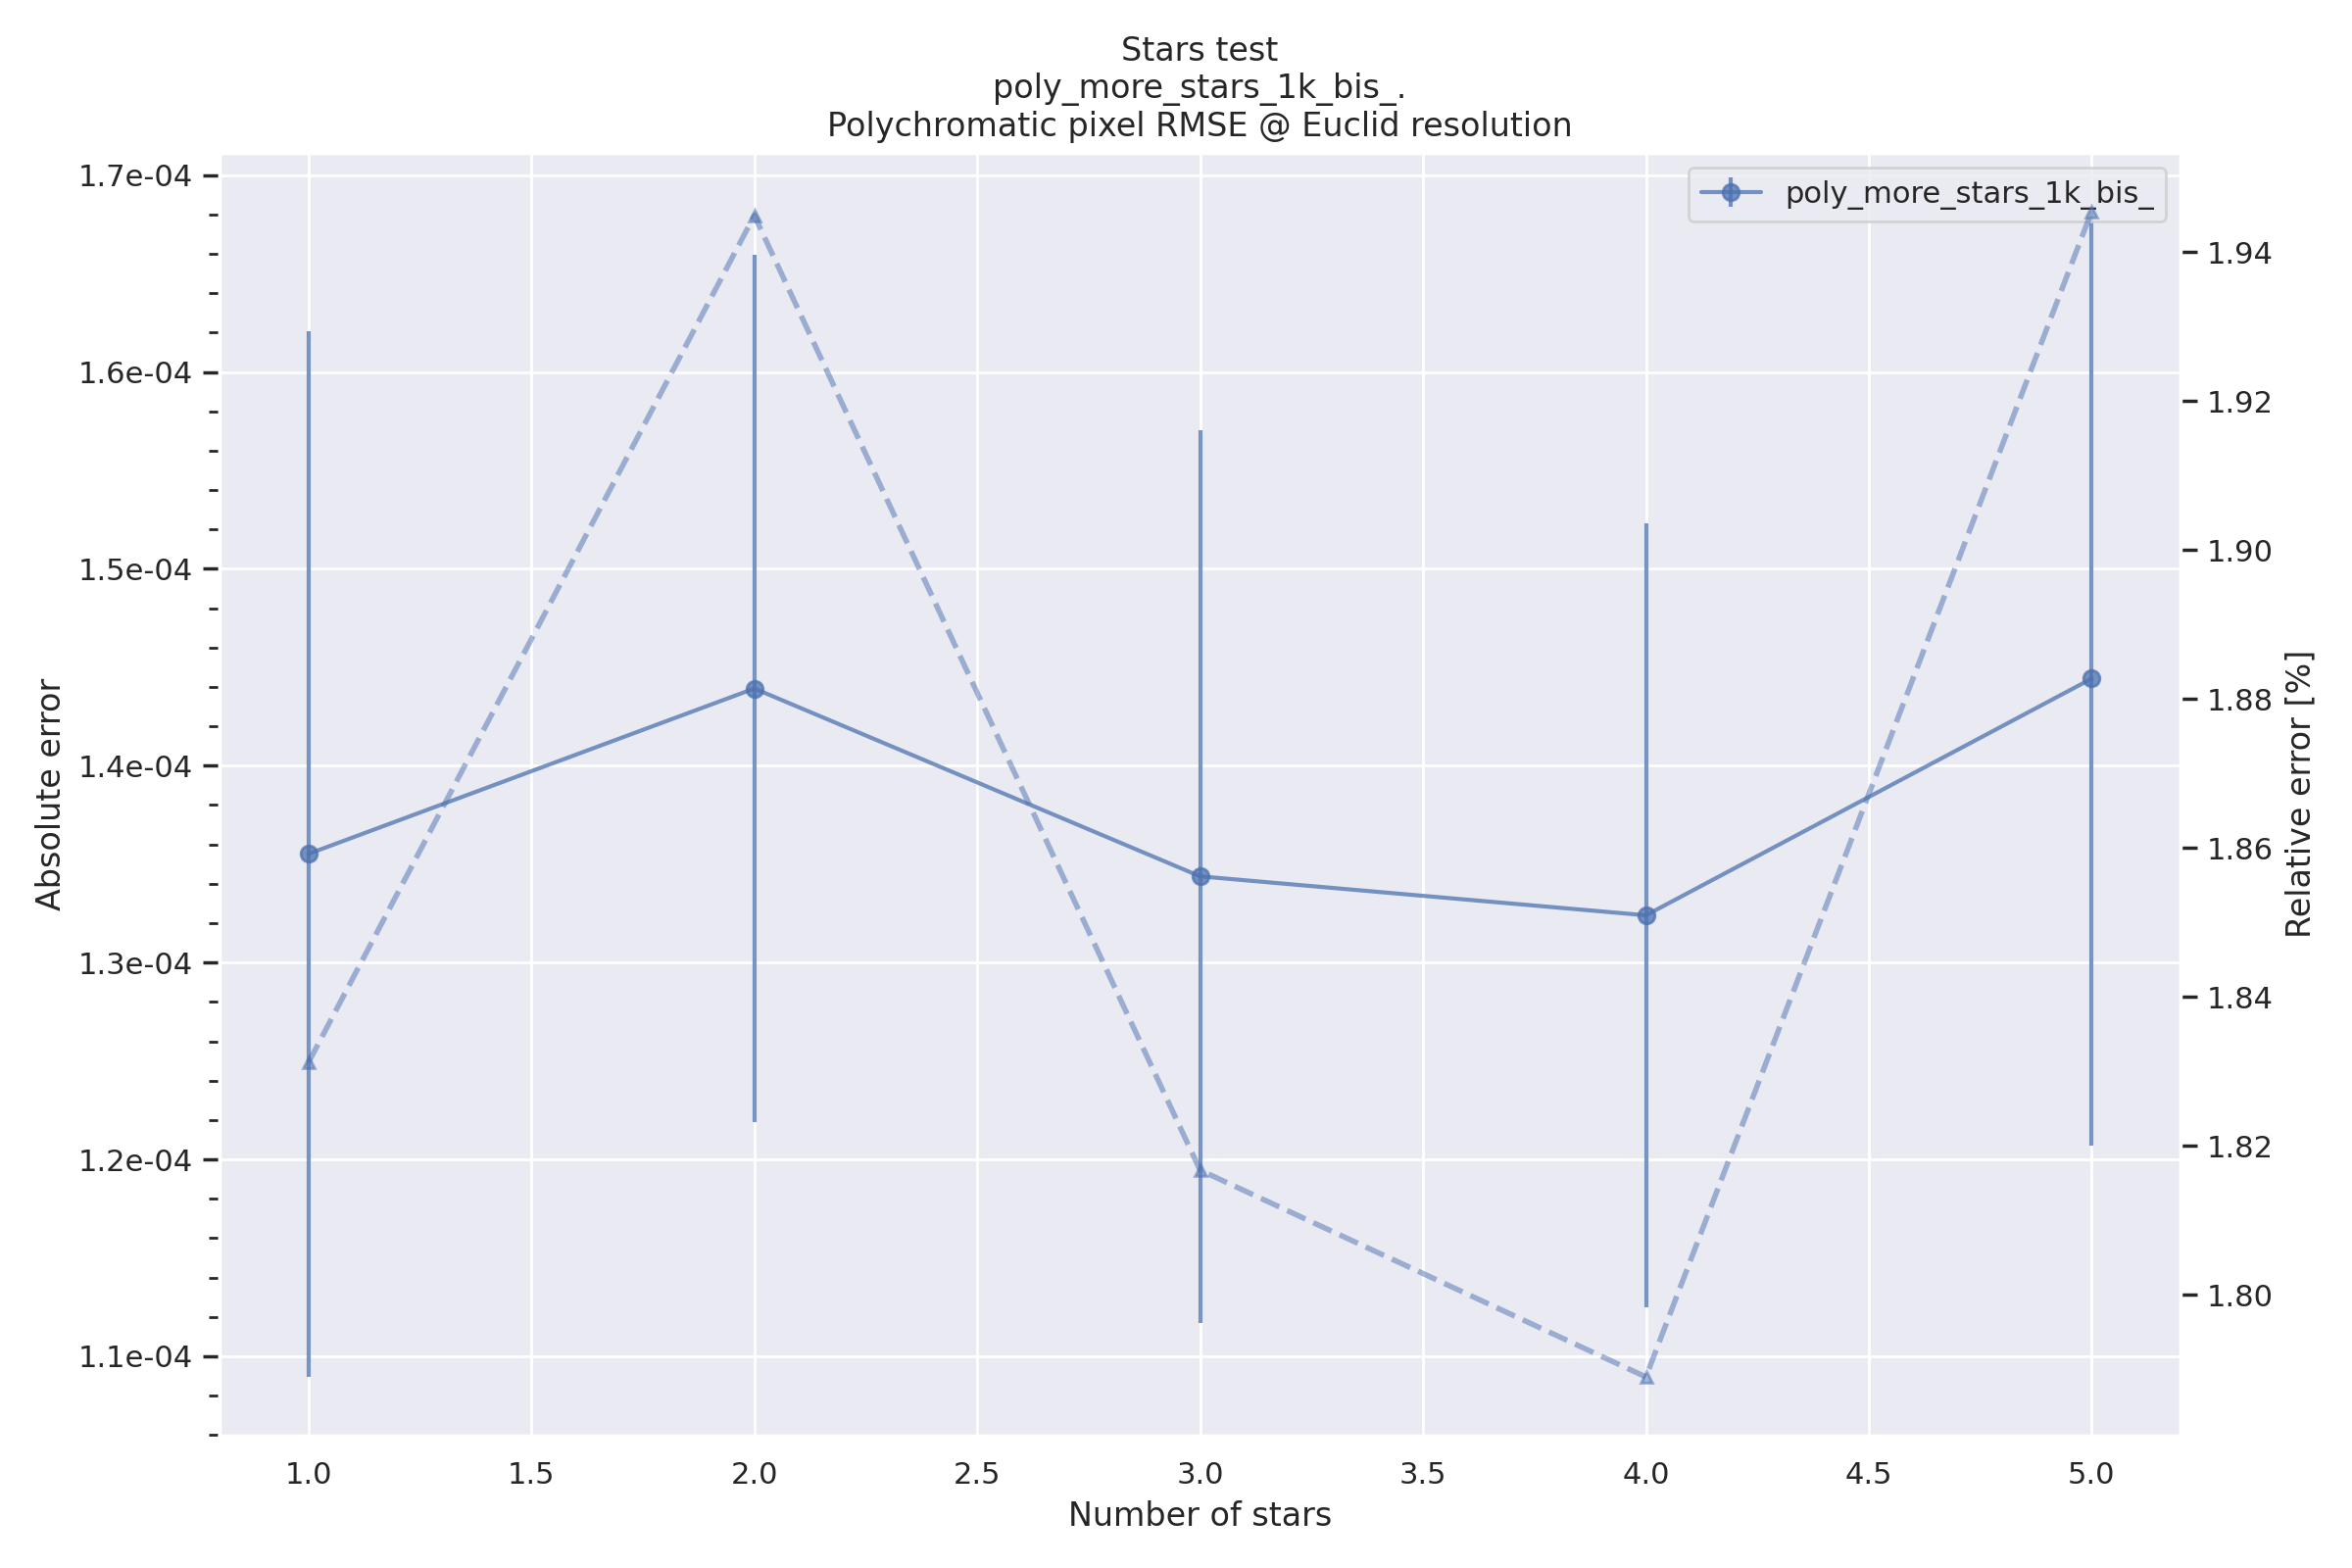 Stars test
poly_more_stars_1k_bis_.
Polychromatic pixel RMSE @ Euclid resolution
poly_more_stars_1k_bis_
Absolute error
1.7e-04
1.6e-04
1.5e-04
1.4e-04
1.3e-04
1.2e-04
1.1e-04
1.94
1.92
1.90
1.88
1.86
1.84
1.82
1.80
Relative error [%]
1.0 1.5 2.0 2.5 3.0 3.5 4.0 4.5 5.0
Number of stars